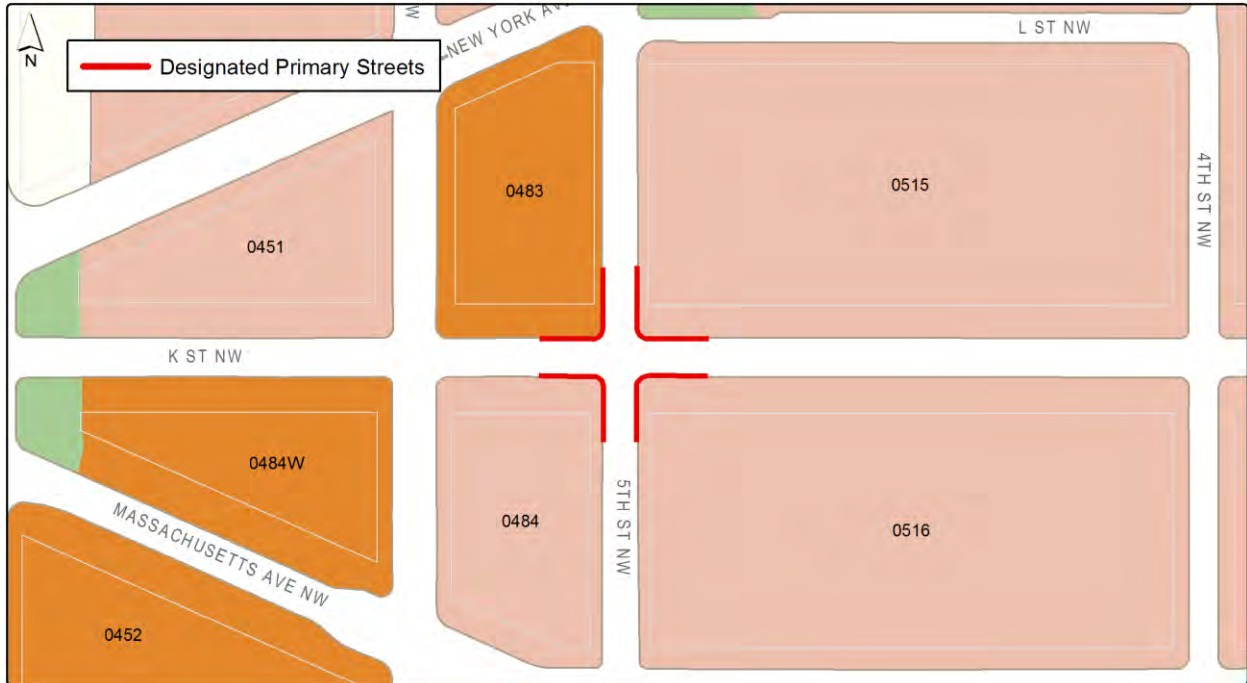 W
NEW YORK AVE
L ST NW
N
Designated Primary Streets
4TH ST NW
0483
0515
0451
K ST NW
0484W
5TH ST NW
0484
0516
MASSACHUSETTS AVE NW
0452